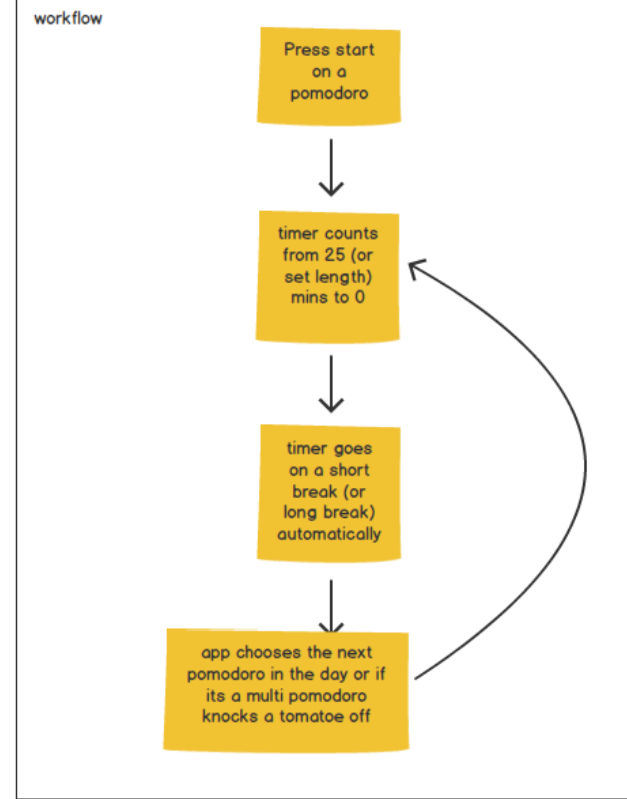 workflow
Press start
on a
pomodoro
timer counts
from 25 (or
set length)
mins to 0
timer goes
on a short
break (or
long break)
automatically
app chooses the next
pomodoro in the day or if
its a multi pomodoro
knocks a tomatoe off